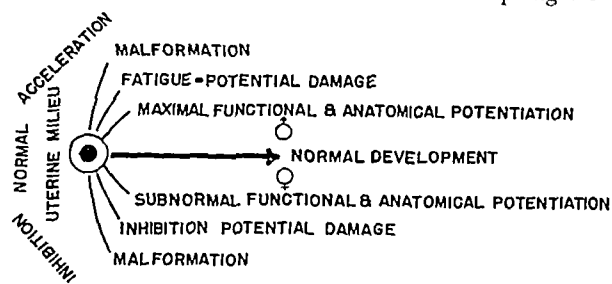 ACCELERATION
NORMAL
UTERINE MILIEU
INHIBITION
MALFORMATION
FATIGUE-POTENTIAL DAMAGE
MAXIMAL FUNCTIONAL & ANATOMICAL POTENTIATION
♂
NORMAL DEVELOPMENT
♀
SUBNORMAL FUNCTIONAL & ANATOMICAL POTENTIATION
INHIBITION POTENTIAL DAMAGE
MALFORMATION